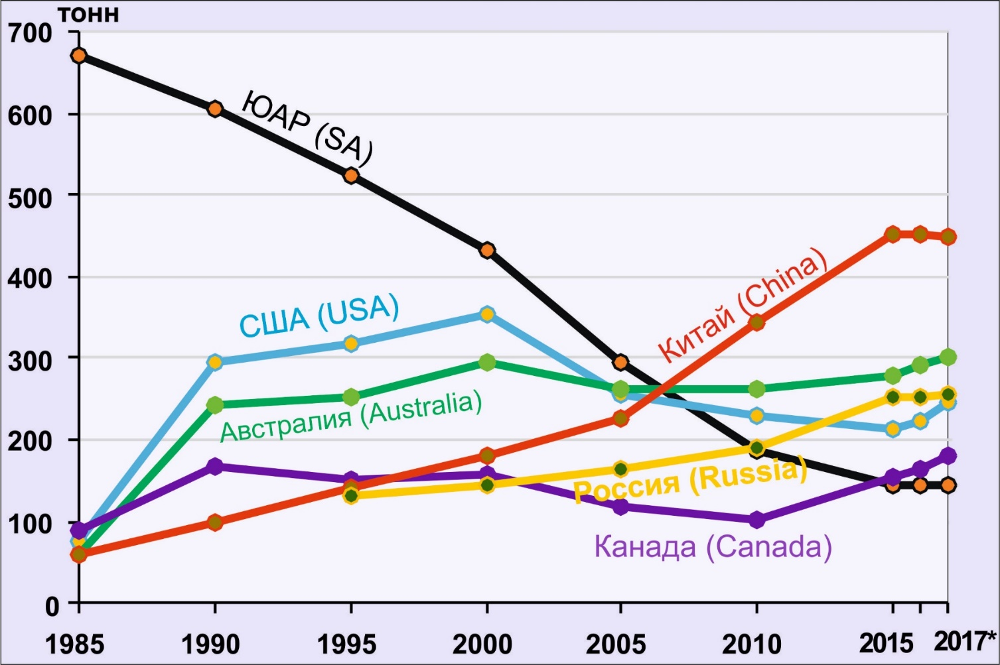 тонн
700
600
500
400
300
200
100
0
ЮАР (SA)
США (USA)
Австралия (Australia)
Китай (China)
Россия (Russia)
Канада (Canada)
1985 1990 1995 2000 2005 2010 2015 2017*